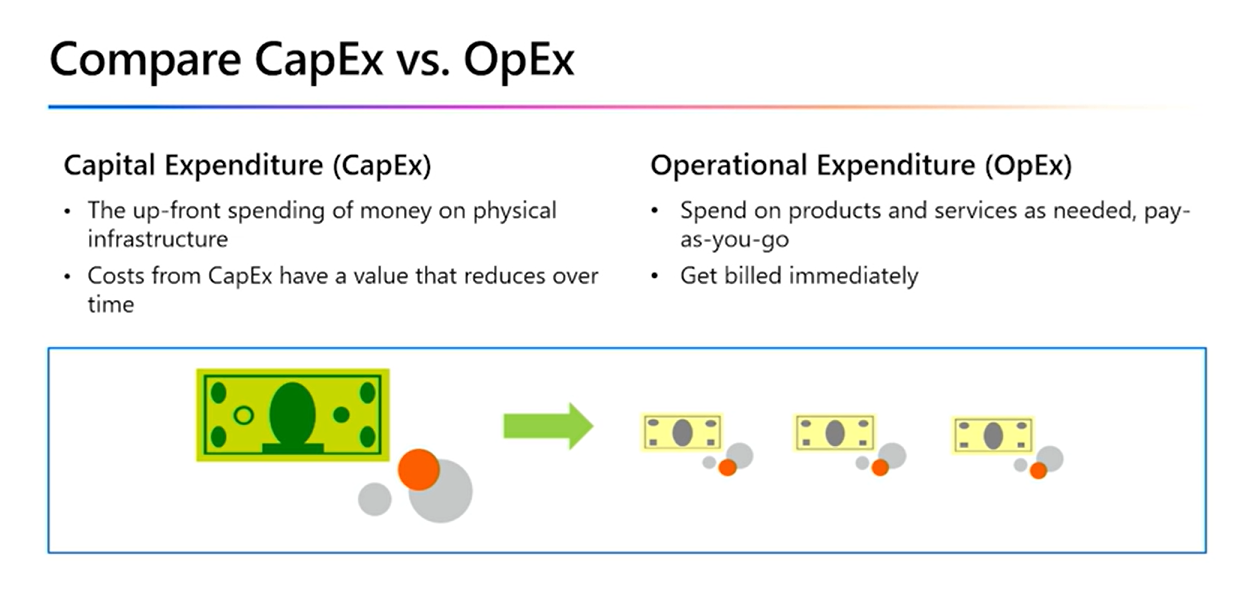 Compare CapEx vs. OpEx
Capital Expenditure (CapEx)
• The up-front spending of money on physical
infrastructure
• Costs from CapEx have a value that reduces over
time
Operational Expenditure (OpEx)
• Spend on products and services as needed, pay-
as-you-go
• Get billed immediately